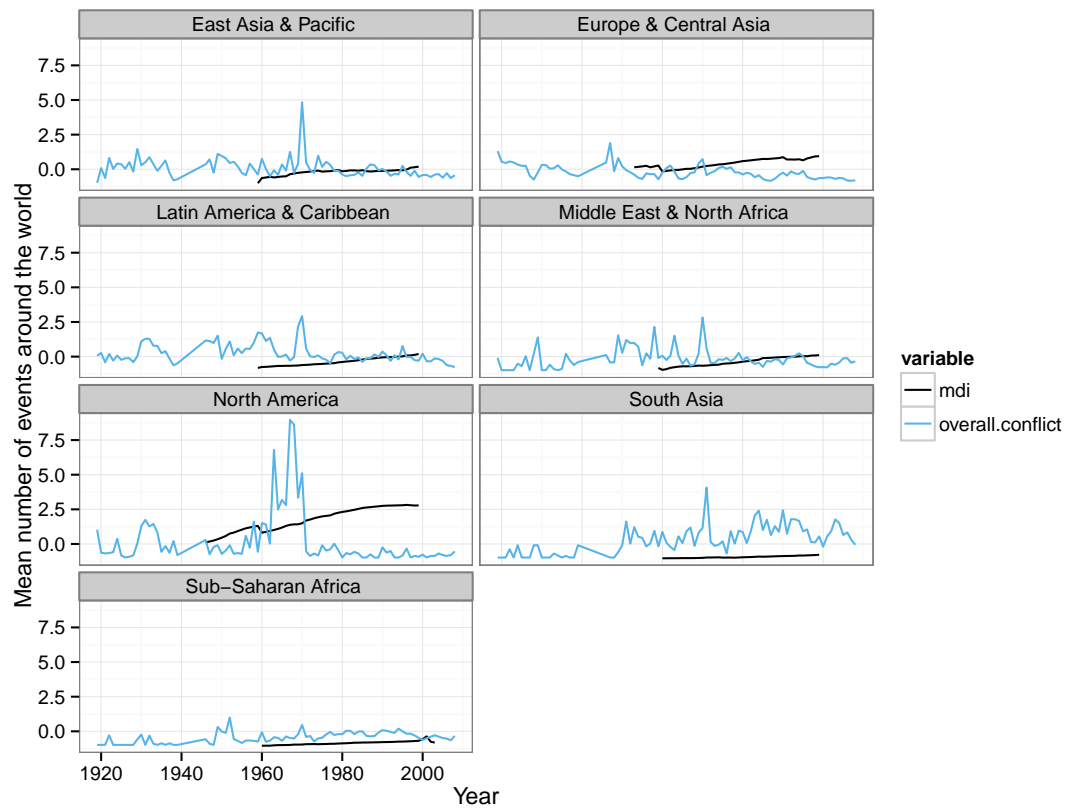 East Asia & Pacific
Europe & Central Asia
7.5
5.0
2.5
0.0
Latin America & Caribbean
Middle East & North Africa
7.5
5.0
2.5
0.0
North America
South Asia
7.5
5.0
2.5
0.0
Sub−Saharan Africa
7.5
5.0
2.5
0.0
1920 1940 1960 1980 2000
Year
Mean number of events around the world
variable
mdi
overall.conflict